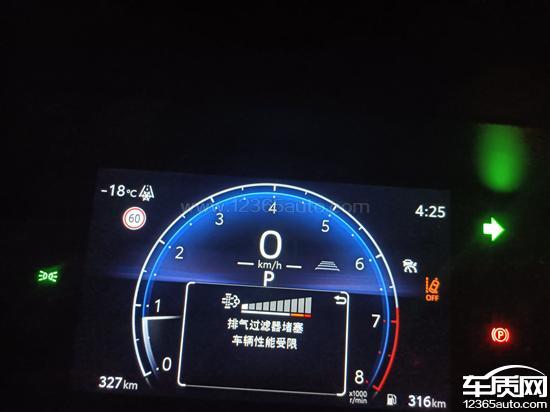 -18℃
60
4:25
www.12365auto.com
0 1 2 3 4 5 6 7 8
0
km/h
P
OFF
排气过滤器堵塞
车辆性能受限
x1000
r/min
327km
316km
车质网
12365auto.com